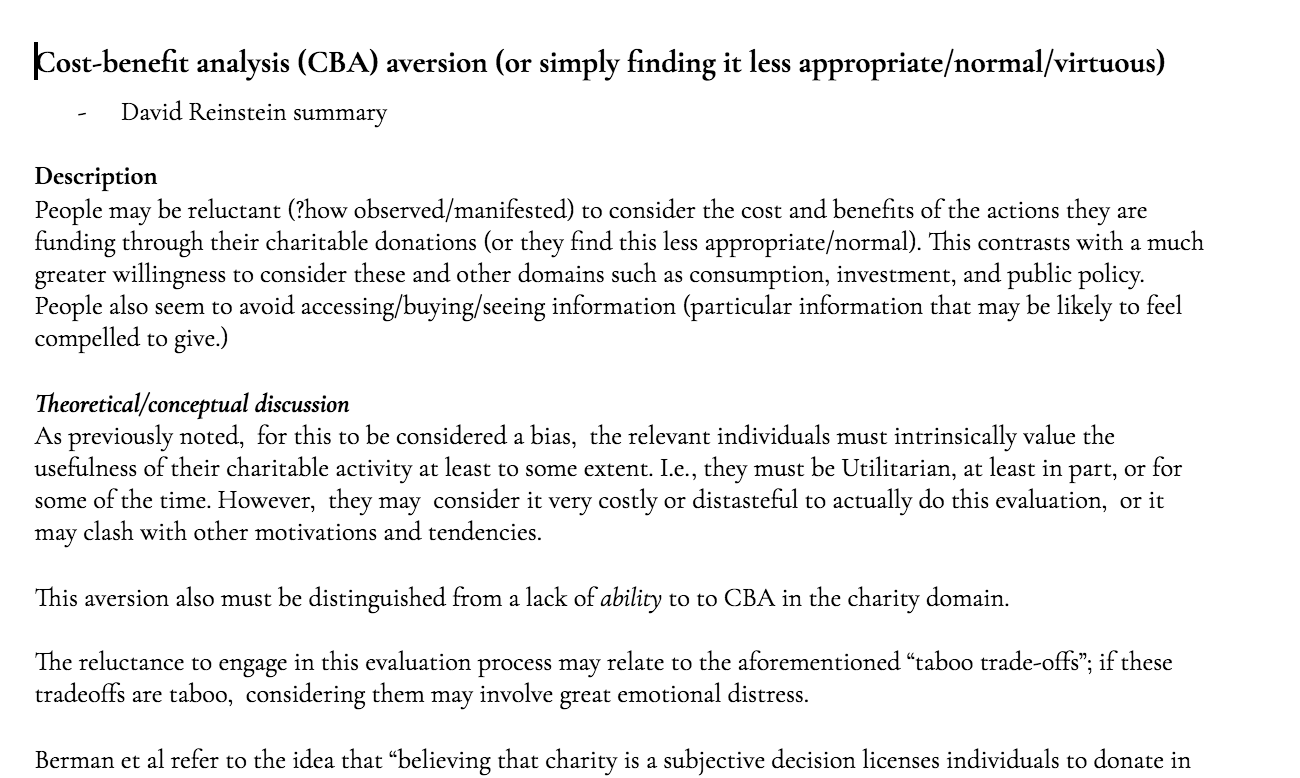 Cost-benefit analysis (CBA) aversion (or simply finding it less appropriate/normal/virtuous)
- David Reinstein summary
Description
People may be reluctant (?how observed/manifested) to consider the cost and benefits of the actions they are
funding through their charitable donations (or they find this less appropriate/normal). This contrasts with a much
greater willingness to consider these and other domains such as consumption, investment, and public policy.
People also seem to avoid accessing/buying/seeing information (particular information that may be likely to feel
compelled to give.)
Theoretical/conceptual discussion
As previously noted,  for this to be considered a bias,  the relevant individuals must intrinsically value the
usefulness of their charitable activity at least to some extent. I.e., they must be Utilitarian, at least in part, or for
some of the time. However,  they may  consider it very costly or distasteful to actually do this evaluation,  or it
may clash with other motivations and tendencies.
This aversion also must be distinguished from a lack of ability to to CBA in the charity domain.
The reluctance to engage in this evaluation process may relate to the aforementioned “taboo trade-offs”; if these
tradeoffs are taboo,  considering them may involve great emotional distress.
Berman et al refer to the idea that “believing that charity is a subjective decision licenses individuals to donate in